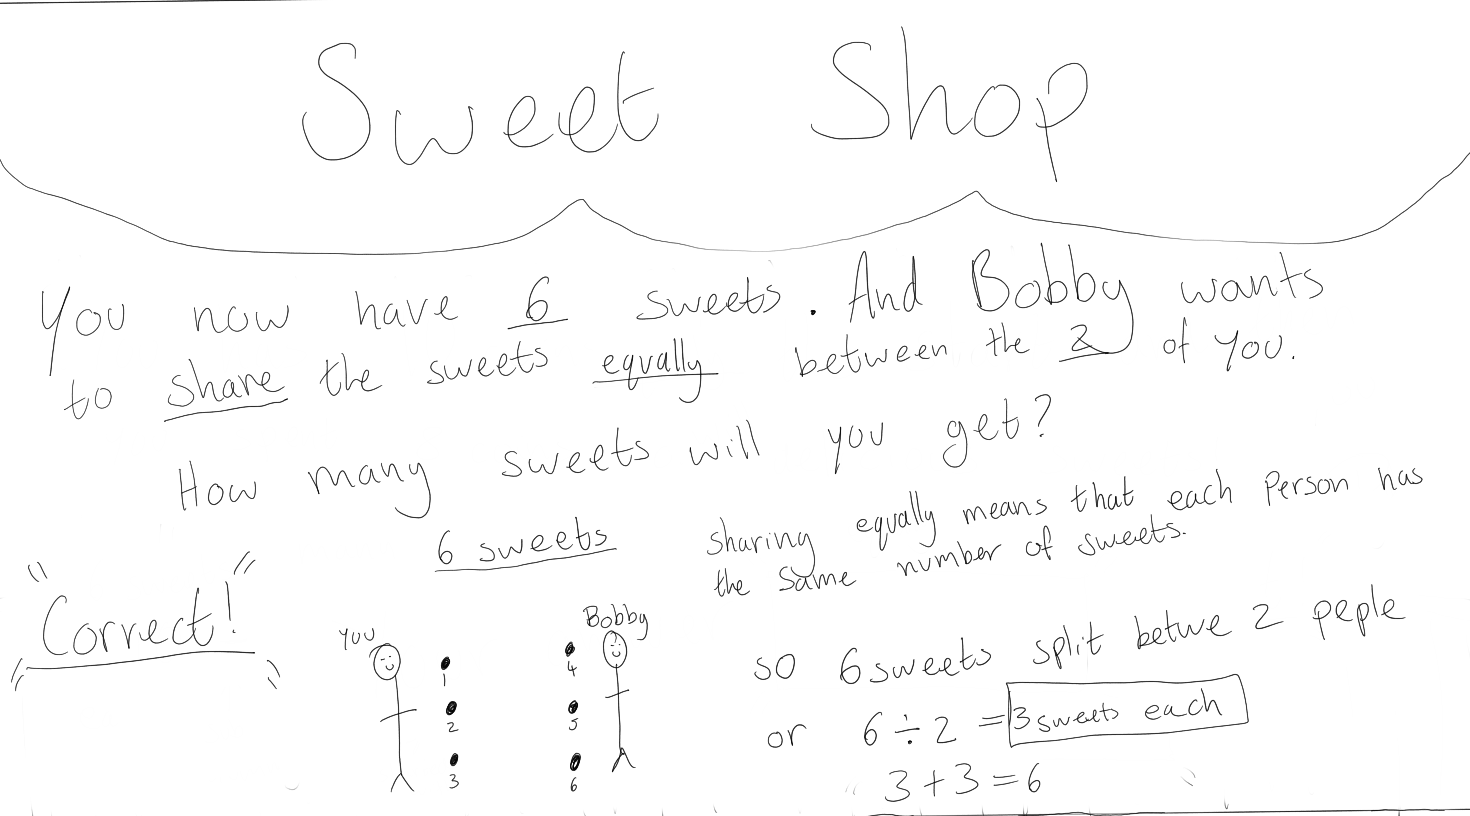 Sweet Shop
You now have 6 sweets. And Bobby wants
to share the sweets equally between the 2 of you.
How many sweets will you get?
6 sweets
sharing equally means that each Person has
the same number of sweets.
"Correct!"
you
Bobby
1
4
2
5
3
6
so 6 sweets split betwe 2 peple
or 6 ÷ 2 = 3 sweets each
3 + 3 = 6